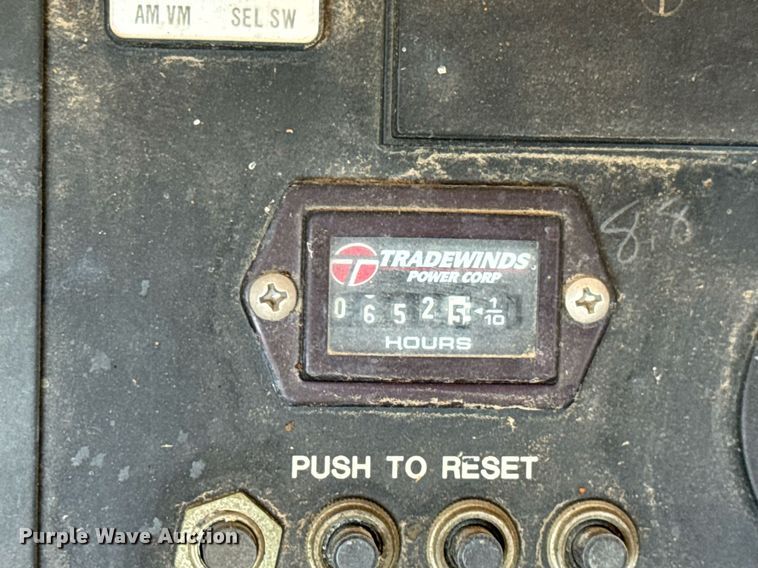 AM VM SEL SW
8.8
TRADEWINDS
POWER CORP
0 6 5 2 5 ◄ 1/10
HOURS
PUSH TO RESET
Purple Wave Auction